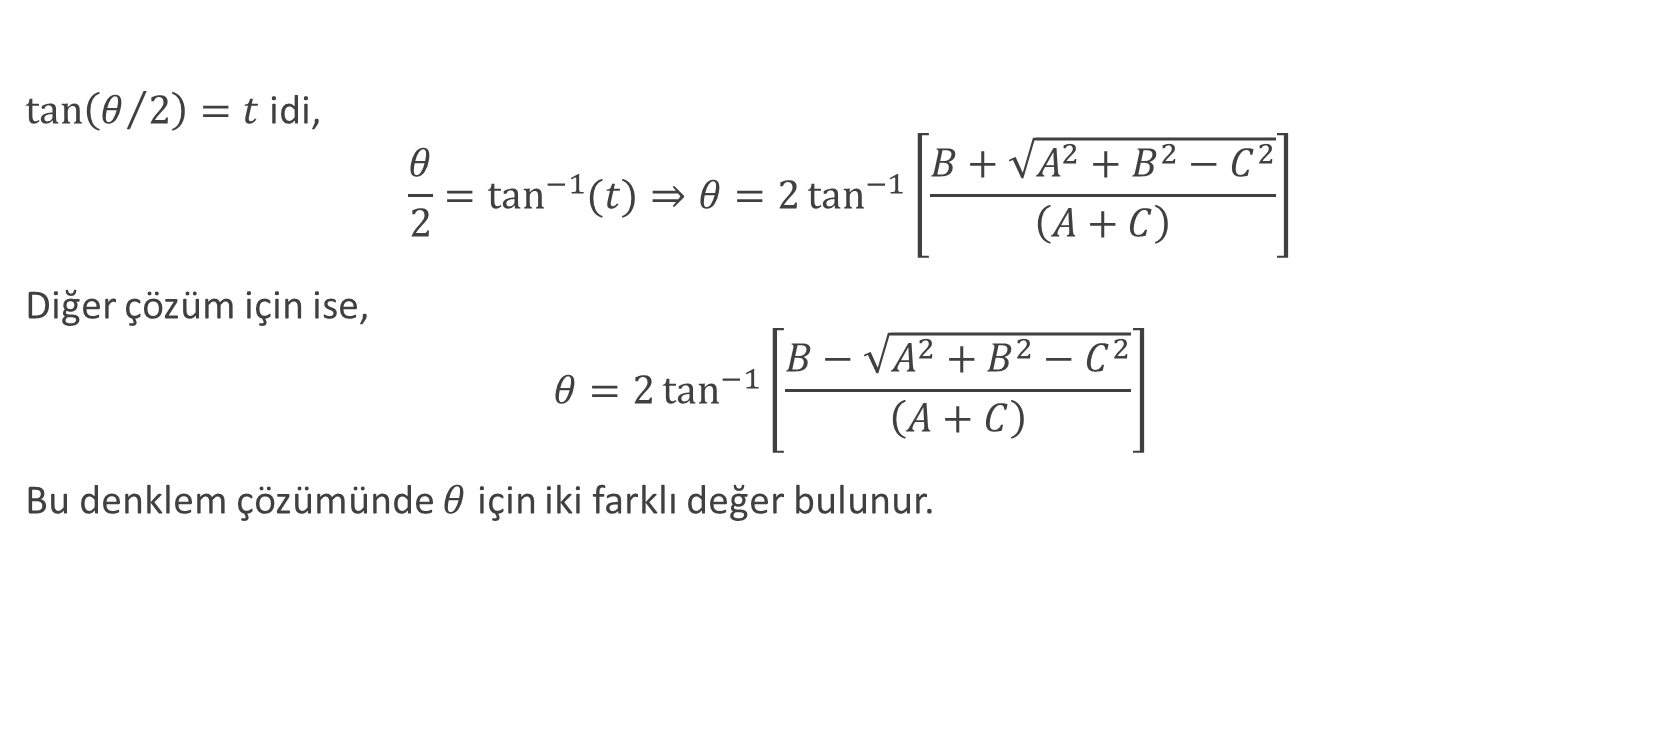 tan(θ/2) = t idi,
θ/2 = tan⁻¹(t) ⇒ θ = 2 tan⁻¹ [(B + √(A² + B² − C²))/(A + C)]
Diğer çözüm için ise,
θ = 2 tan⁻¹ [(B − √(A² + B² − C²))/(A + C)]
Bu denklem çözümünde θ için iki farklı değer bulunur.